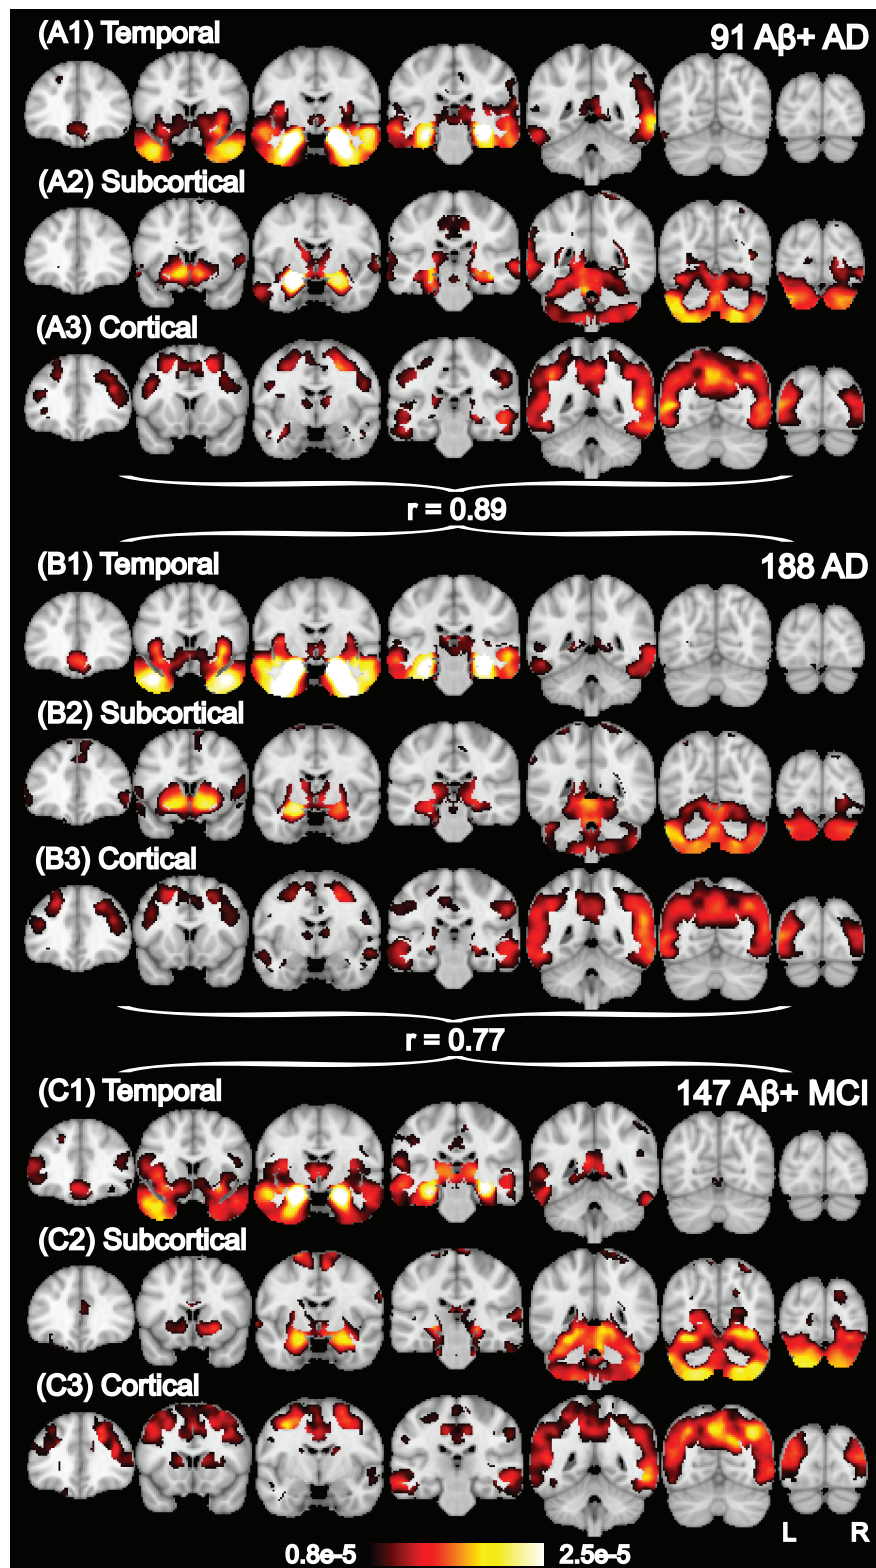 (A1) Temporal 91 Aβ+ AD
(A2) Subcortical
(A3) Cortical
r = 0.89
(B1) Temporal 188 AD
(B2) Subcortical
(B3) Cortical
r = 0.77
(C1) Temporal 147 Aβ+ MCI
(C2) Subcortical
(C3) Cortical
L R
0.8e-5 2.5e-5